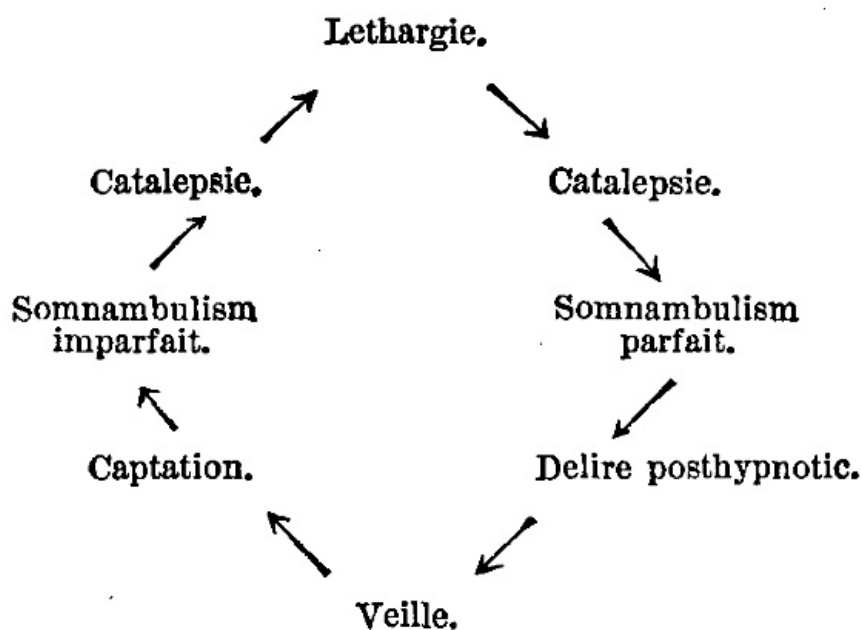 Lethargie.
Catalepsie.
Catalepsie.
Somnambulism
imparfait.
Somnambulism
parfait.
Captation.
Delire posthypnotic.
Veille.